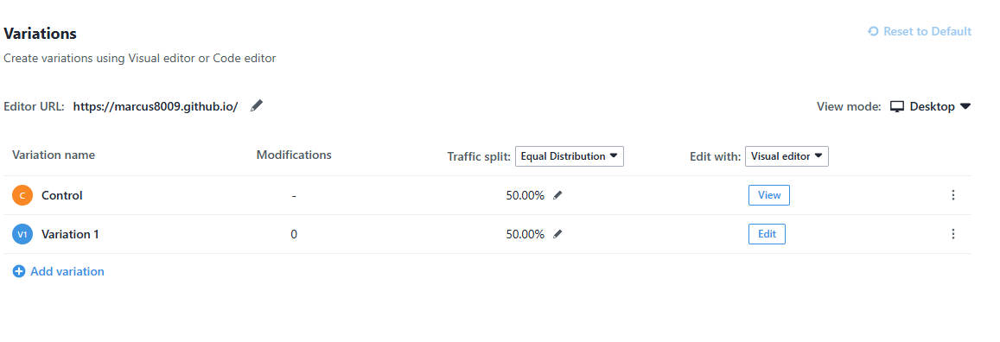 Variations
Reset to Default
Create variations using Visual editor or Code editor
Editor URL: https://marcus8009.github.io/
View mode: Desktop
Variation name Modifications Traffic split: Equal Distribution Edit with: Visual editor
C Control - 50.00% View
V1 Variation 1 0 50.00% Edit
Add variation